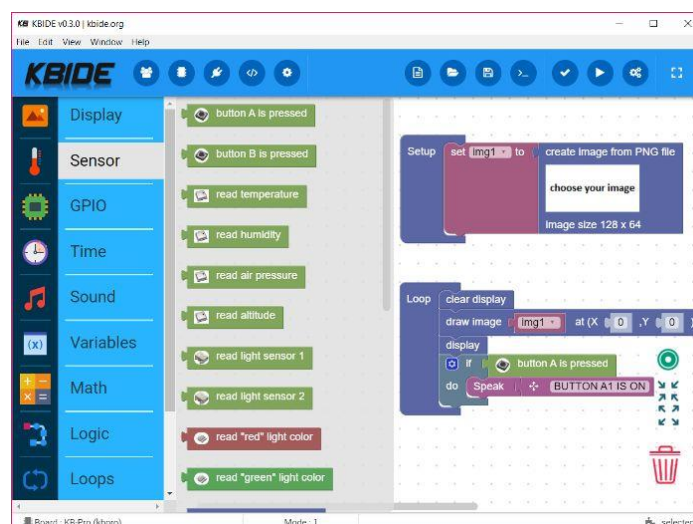 KB KBIDE v0.3.0 | kbide.org
File Edit View Window Help
KBIDE
Display
Sensor
GPIO
Time
Sound
Variables
Math
Logic
Loops
button A is pressed
button B is pressed
read temperature
read humidity
read air pressure
read altitude
read light sensor 1
read light sensor 2
read "red" light color
read "green" light color
Setup set img1 to create image from PNG file
choose your image
Image size 128 x 64
Loop clear display
draw image img1 at (X 0 ,Y 0 )
display
if button A is pressed
do Speak BUTTON A1 IS ON
Board : KB-Pro (kbpro) Mode : 1 selected